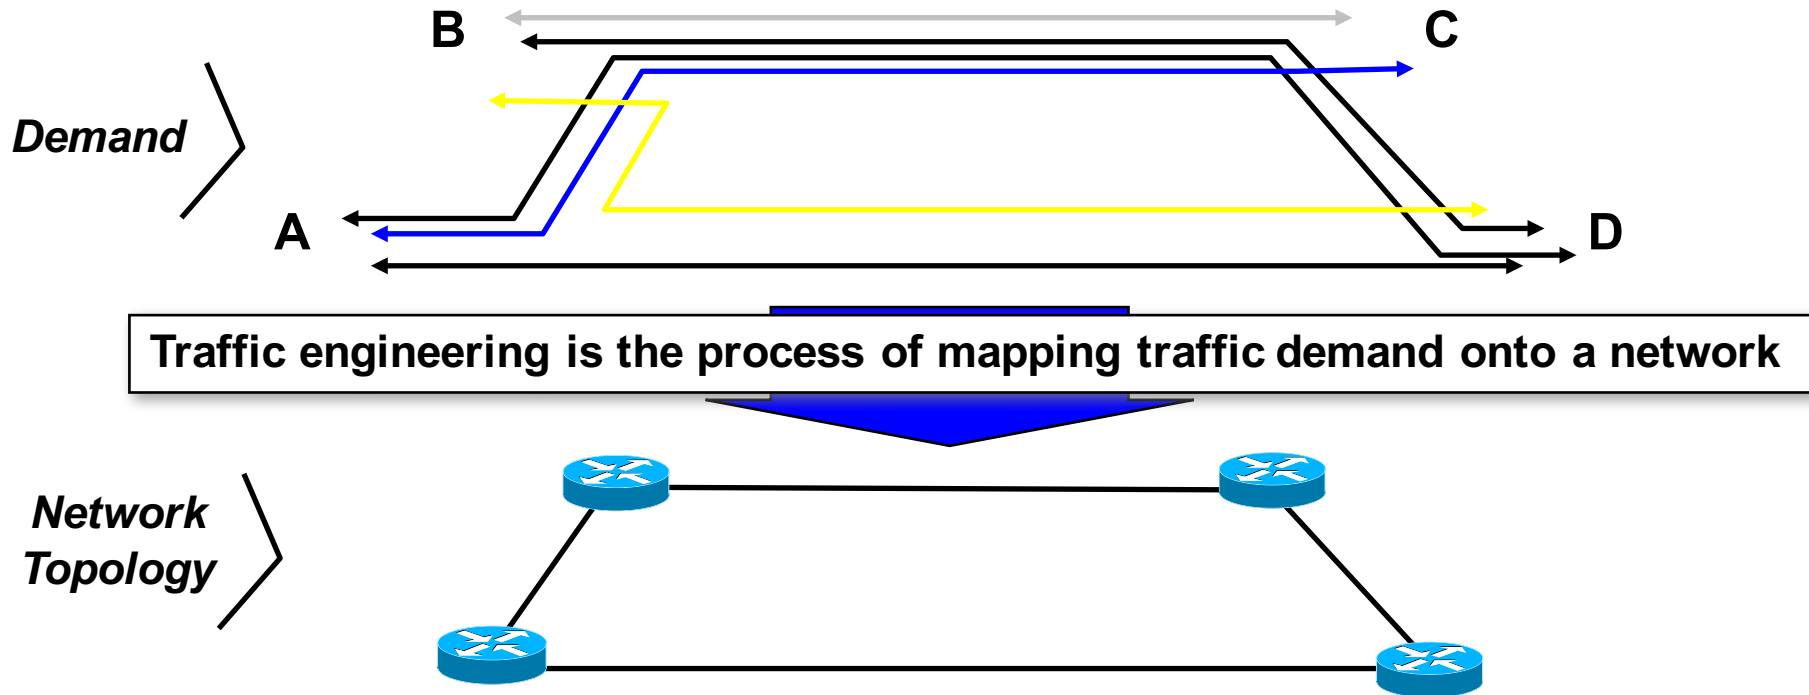 B
C
Demand
A
D
Traffic engineering is the process of mapping traffic demand onto a network
Network
Topology